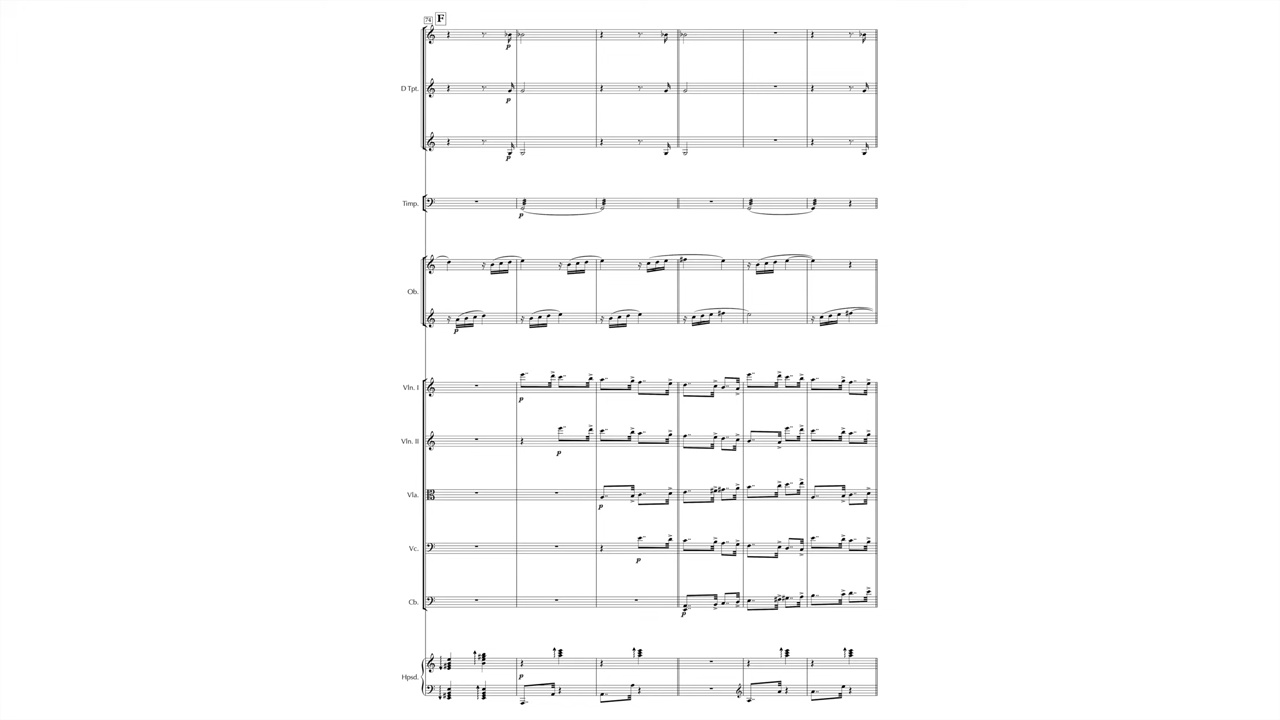 74 F
p
D Tpt.
p
p
Timp.
p
Ob.
p
Vln. I
p
Vln. II
p
Vla.
p
Vc.
p
Cb.
p
Hpsd.
p